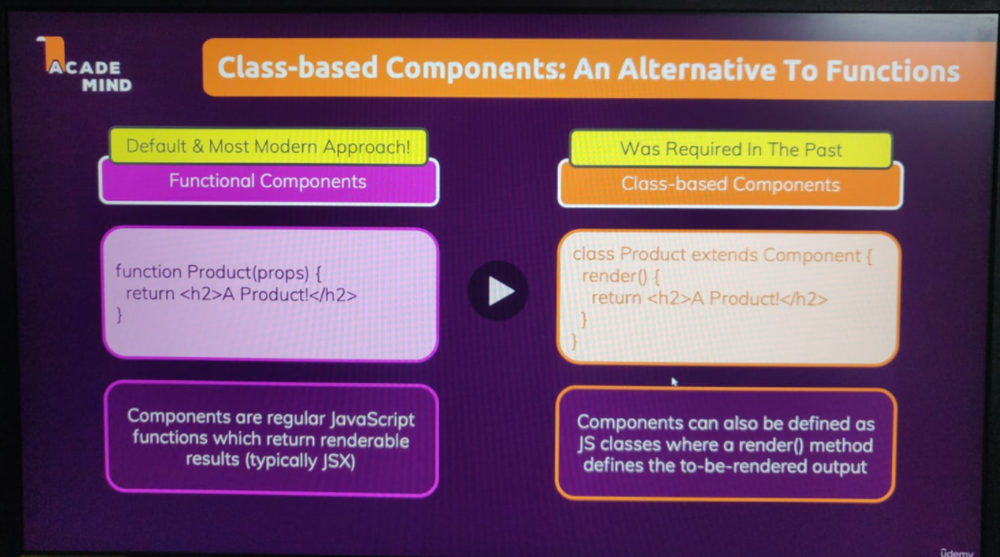 ACADE
MIND
Class-based Components: An Alternative To Functions
Default & Most Modern Approach!
Functional Components
function Product(props) {
return <h2>A Product!</h2>
}
Components are regular JavaScript
functions which return renderable
results (typically JSX)
Was Required In The Past
Class-based Components
class Product extends Component {
render() {
return <h2>A Product!</h2>
}
}
Components can also be defined as
JS classes where a render() method
defines the to-be-rendered output
ûdemy